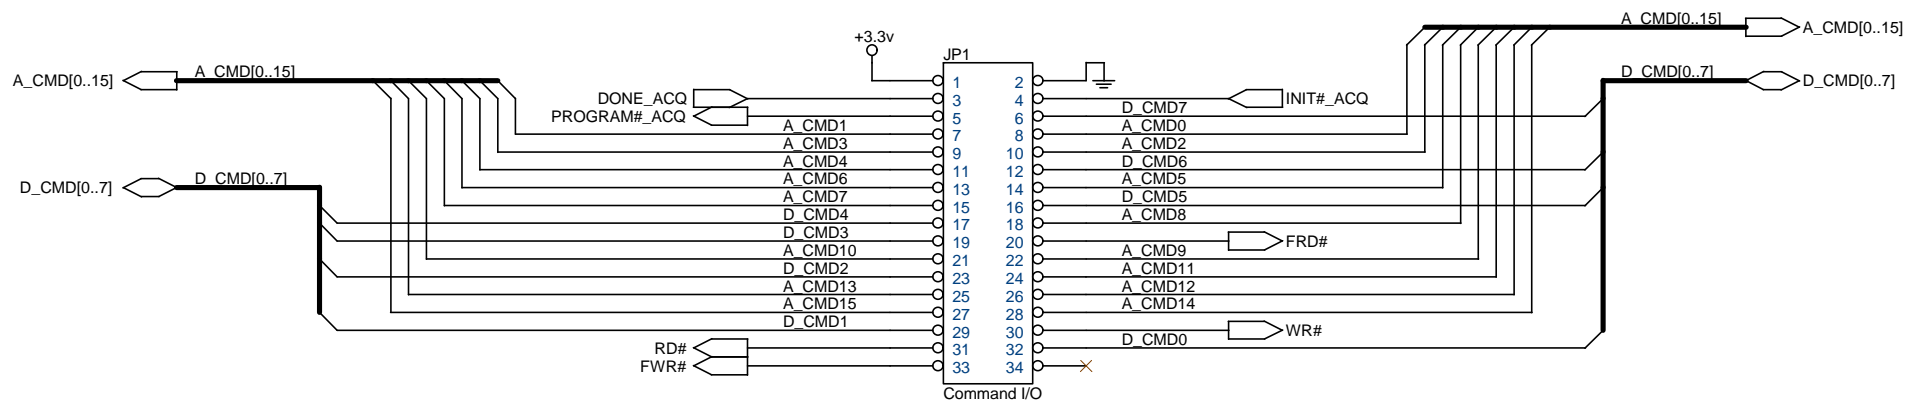 A_CMD[0..15]
A_CMD[0..15]
+3.3v
JP1
A_CMD[0..15]
A_CMD[0..15]
D_CMD[0..7]
D_CMD[0..7]
1 2
DONE_ACQ 3 4 INIT#_ACQ
PROGRAM#_ACQ 5 6 D_CMD7
A_CMD1 7 8 A_CMD0
A_CMD3 9 10 A_CMD2
A_CMD4 11 12 D_CMD6
D_CMD[0..7] D_CMD[0..7] A_CMD6 13 14 A_CMD5
A_CMD7 15 16 D_CMD5
D_CMD4 17 18 A_CMD8
D_CMD3 19 20 FRD#
A_CMD10 21 22 A_CMD9
D_CMD2 23 24 A_CMD11
A_CMD13 25 26 A_CMD12
A_CMD15 27 28 A_CMD14
D_CMD1 29 30 WR#
RD# 31 32 D_CMD0
FWR# 33 34
Command I/O